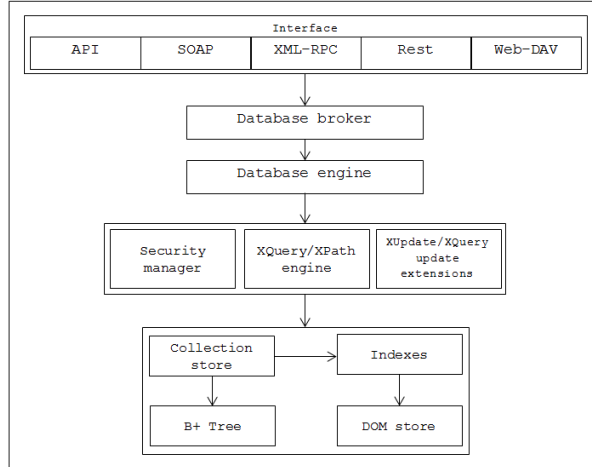 Interface
API SOAP XML-RPC Rest Web-DAV
Database broker
Database engine
Security
manager
XQuery/XPath
engine
XUpdate/XQuery
update
extensions
Collection
store
Indexes
B+ Tree
DOM store